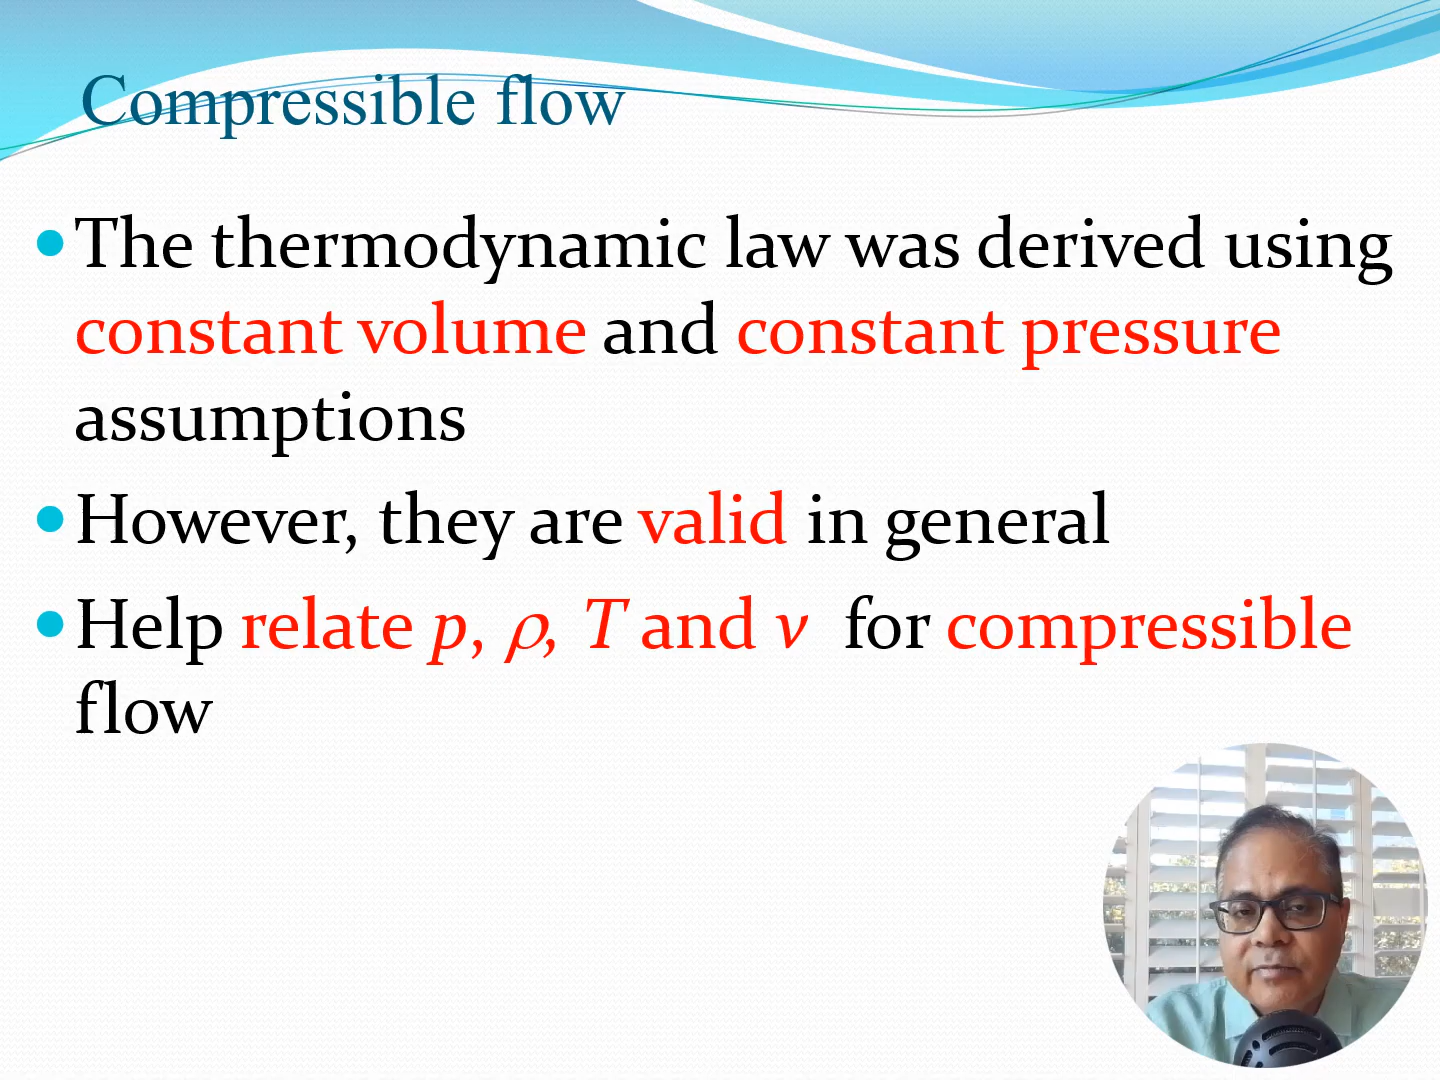 Compressible flow
•The thermodynamic law was derived using
constant volume and constant pressure
assumptions
•However, they are valid in general
•Help relate p, ρ, T and v for compressible
flow